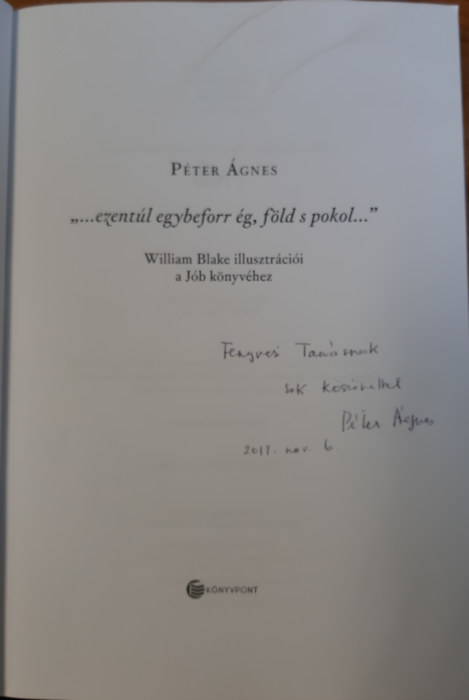 PÉTER ÁGNES
„...ezentúl egybeforr ég, föld s pokol...”
William Blake illusztrációi
a Jób könyvéhez
Fenyvesi Tamásnak
sok köszönettel
Péter Ágnes
2017. nov. 6
KÖNYVPONT